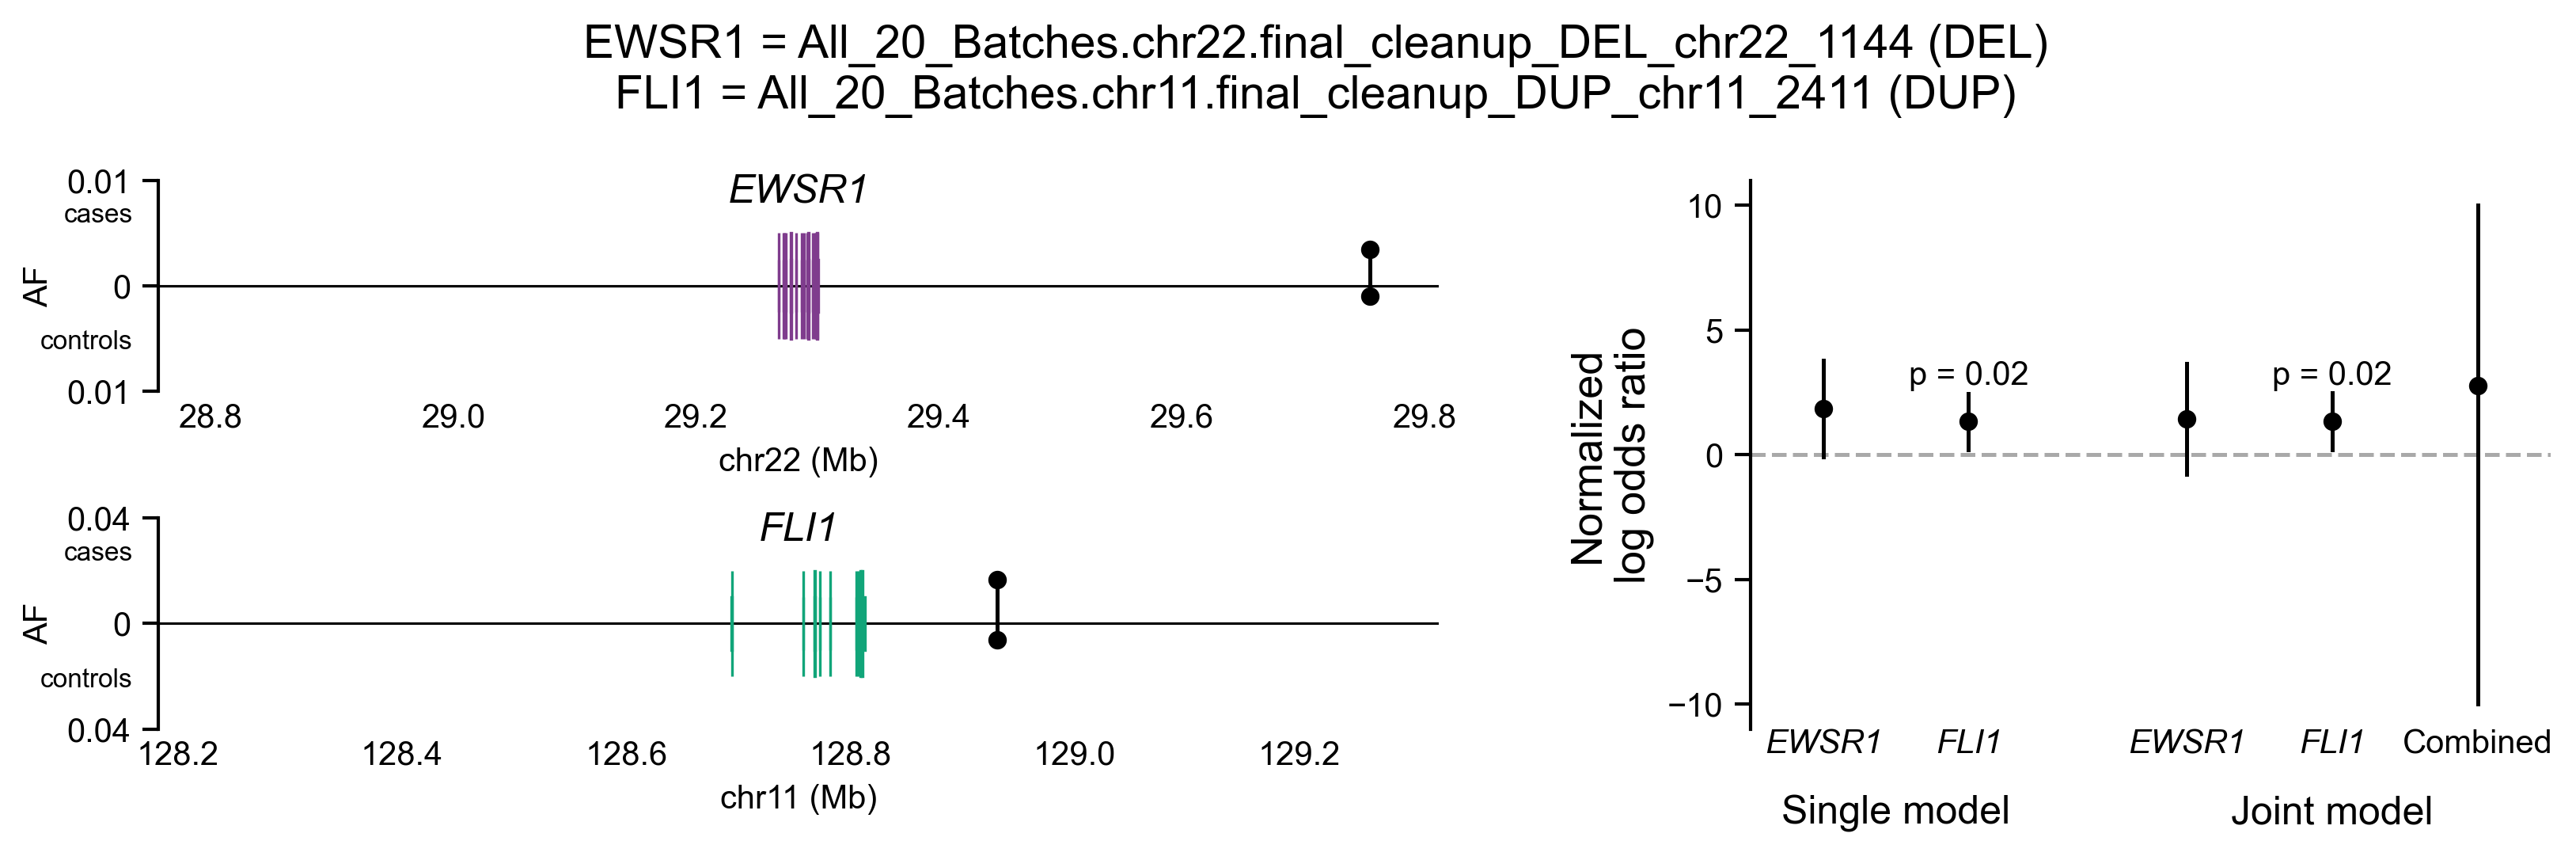 EWSR1 = All_20_Batches.chr22.final_cleanup_DEL_chr22_1144 (DEL)
FLI1 = All_20_Batches.chr11.final_cleanup_DUP_chr11_2411 (DUP)
EWSR1
0.01
cases
0
controls
0.01
AF
28.8 29.0 29.2 29.4 29.6 29.8
chr22 (Mb)
FLI1
0.04
cases
0
controls
0.04
AF
128.2 128.4 128.6 128.8 129.0 129.2
chr11 (Mb)
Normalized
log odds ratio
10
5
0
−5
−10
p = 0.02
p = 0.02
EWSR1 FLI1 EWSR1 FLI1 Combined
Single model Joint model